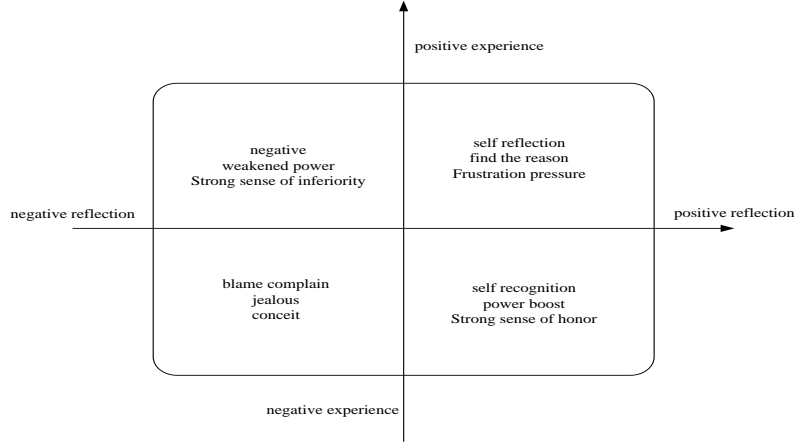 positive experience
negative
weakened power
Strong sense of inferiority
self reflection
find the reason
Frustration pressure
negative reflection
positive reflection
blame complain
jealous
conceit
self recognition
power boost
Strong sense of honor
negative experience